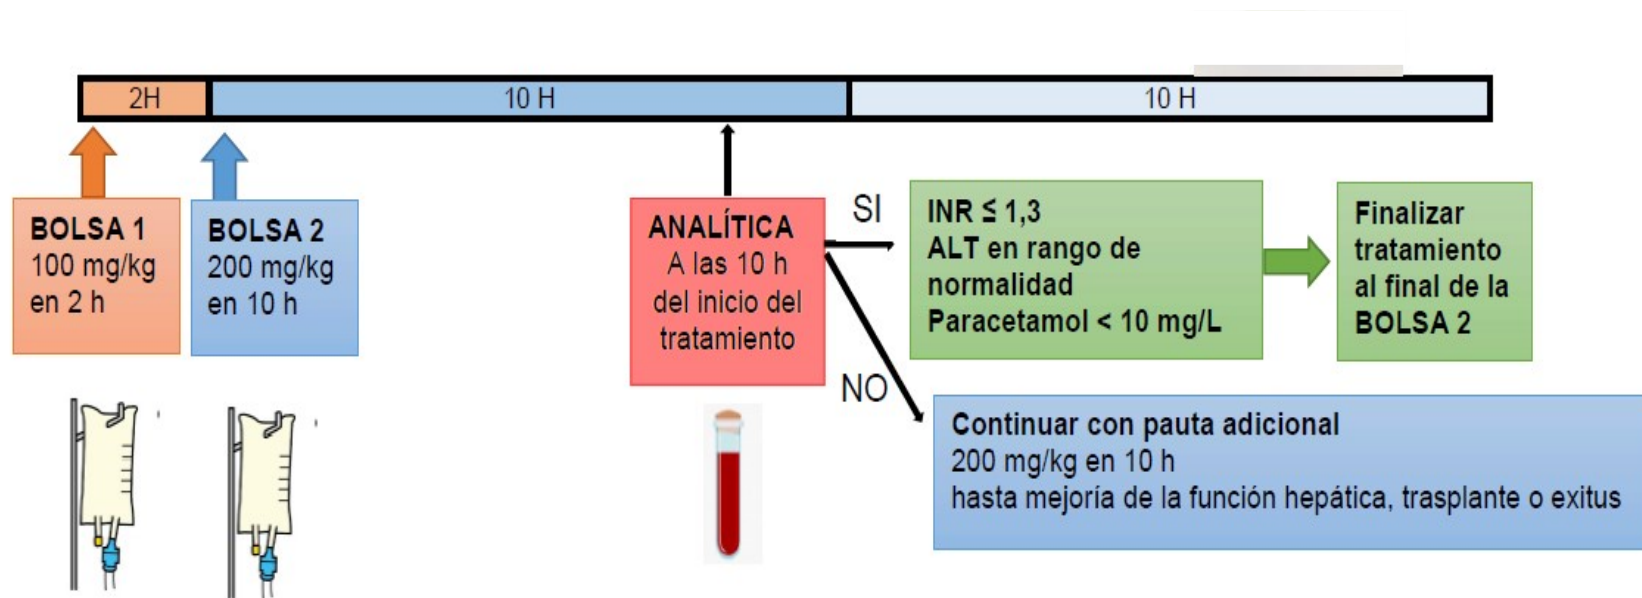 2H
10 H
10 H
BOLSA 1
100 mg/kg
en 2 h
BOLSA 2
200 mg/kg
en 10 h
ANALÍTICA
A las 10 h
del inicio del
tratamiento
SI
NO
INR ≤ 1,3
ALT en rango de
normalidad
Paracetamol < 10 mg/L
Finalizar
tratamiento
al final de la
BOLSA 2
Continuar con pauta adicional
200 mg/kg en 10 h
hasta mejoría de la función hepática, trasplante o exitus